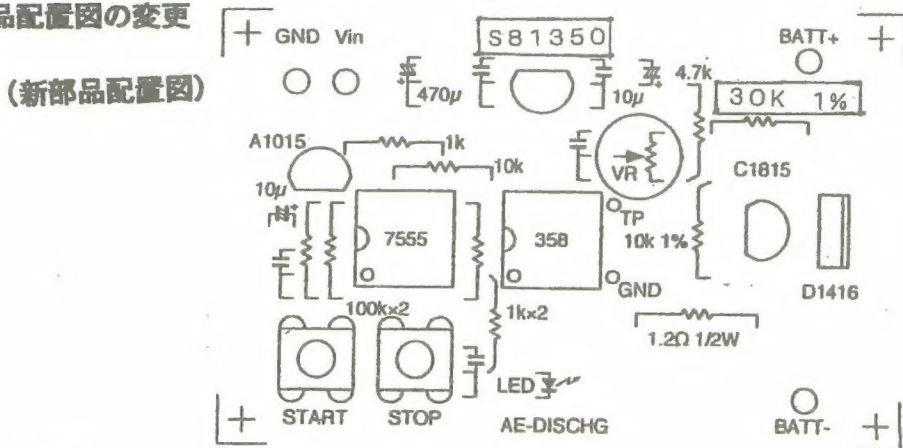 品配置図の変更
(新部品配置図)
GND Vin
S81350
BATT+
470μ
10μ
4.7k
30K 1%
A1015
1k
10k
VR
C1815
10μ
7555
358
TP
10k 1%
GND
D1416
100k×2
1k×2
1.2Ω 1/2W
LED
START
STOP
AE-DISCHG
BATT-